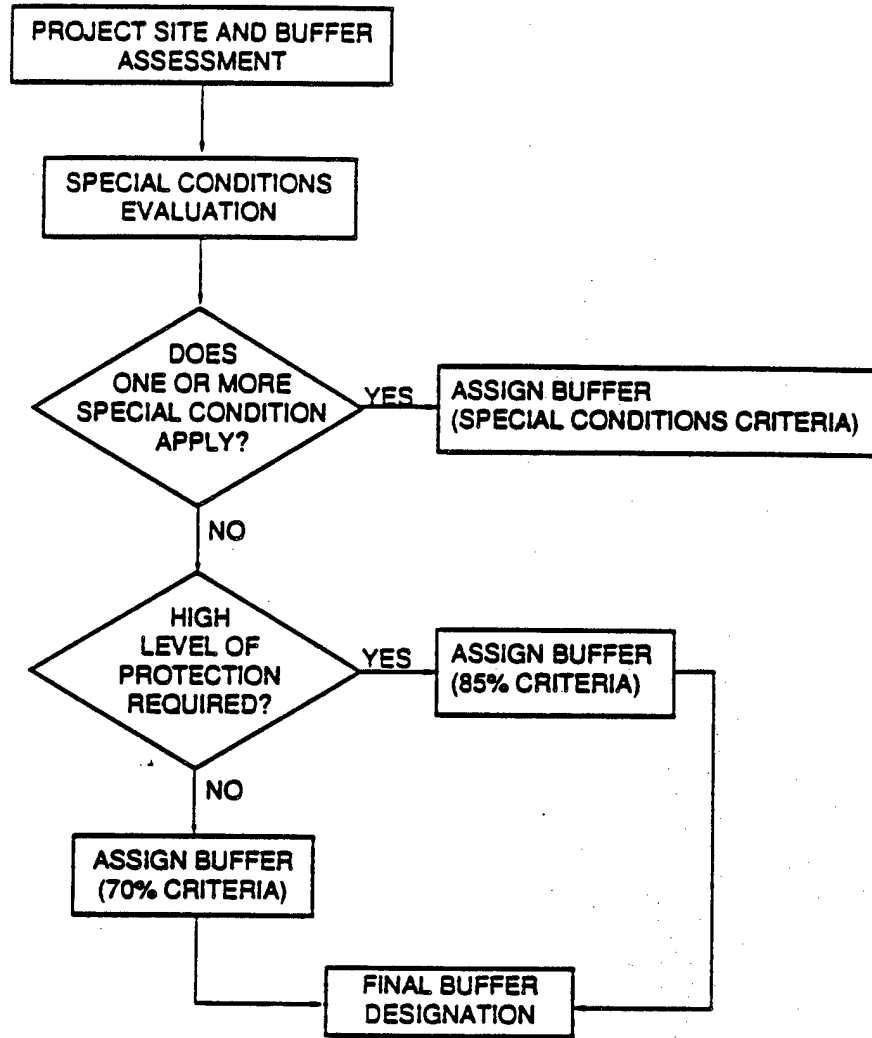 PROJECT SITE AND BUFFER
ASSESSMENT
SPECIAL CONDITIONS
EVALUATION
DOES
ONE OR MORE
SPECIAL CONDITION
APPLY?
YES
ASSIGN BUFFER
(SPECIAL CONDITIONS CRITERIA)
NO
HIGH
LEVEL OF
PROTECTION
REQUIRED?
YES
ASSIGN BUFFER
(85% CRITERIA)
NO
ASSIGN BUFFER
(70% CRITERIA)
FINAL BUFFER
DESIGNATION